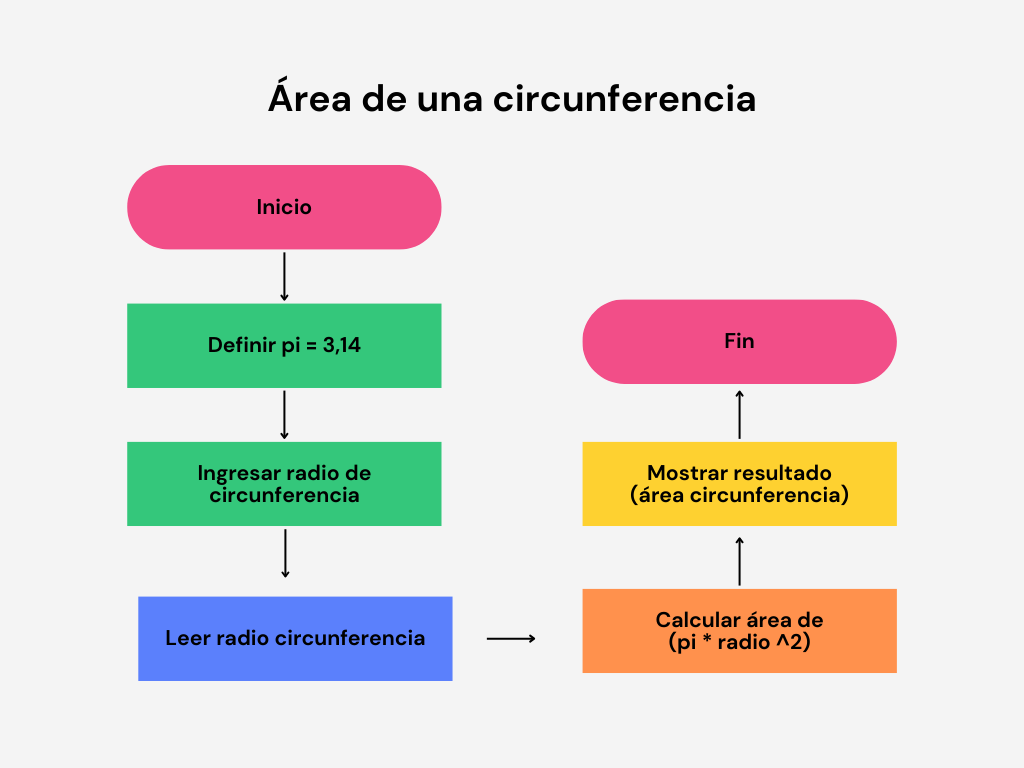 Área de una circunferencia
Inicio
Definir pi = 3,14
Ingresar radio de
circunferencia
Leer radio circunferencia
Calcular área de
(pi * radio ^2)
Mostrar resultado
(área circunferencia)
Fin